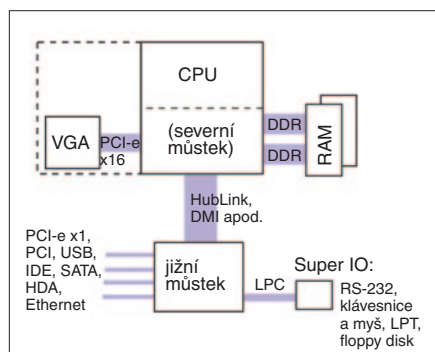 CPU
(severní
můstek)
VGA
PCI-e
x16
DDR
DDR
RAM
HubLink,
DMI apod.
PCI-e x1,
PCI, USB,
IDE, SATA,
HDA,
Ethernet
jižní
můstek
LPC
Super IO:
RS-232,
klávesnice
a myš, LPT,
floppy disk